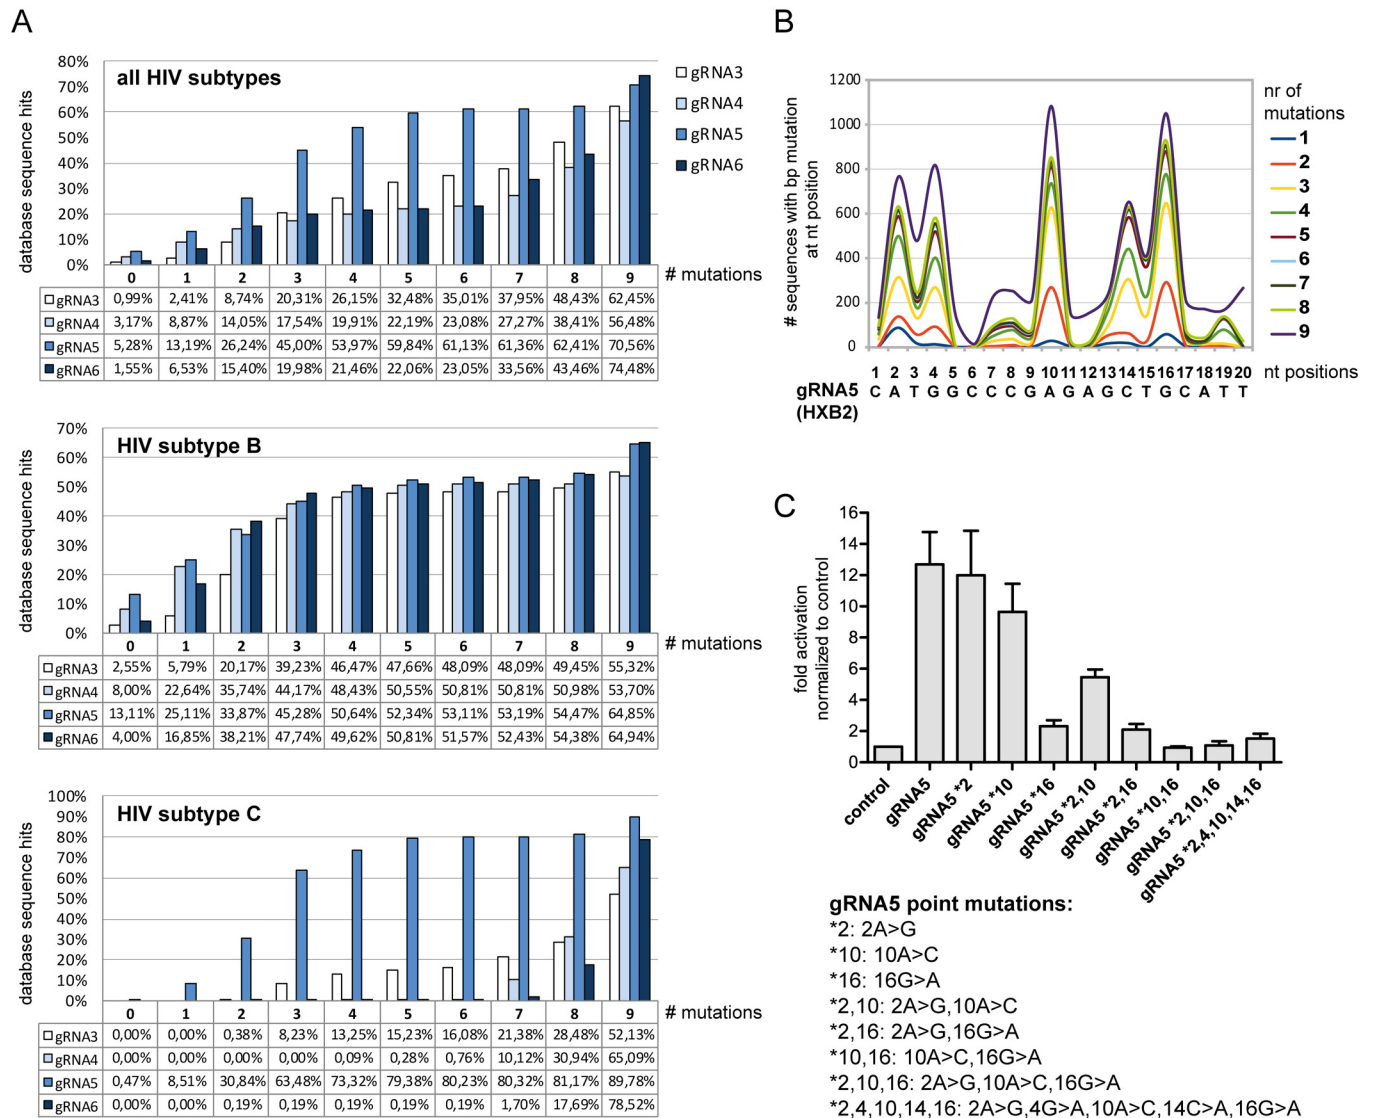 A
all HIV subtypes
80%
70%
60%
50%
40%
30%
20%
10%
0%
database sequence hits
gRNA3
gRNA4
gRNA5
gRNA6
0 1 2 3 4 5 6 7 8 9 # mutations
gRNA3 0,99% 2,41% 8,74% 20,31% 26,15% 32,48% 35,01% 37,95% 48,43% 62,45%
gRNA4 3,17% 8,87% 14,05% 17,54% 19,91% 22,19% 23,08% 27,27% 38,41% 56,48%
gRNA5 5,28% 13,19% 26,24% 45,00% 53,97% 59,84% 61,13% 61,36% 62,41% 70,56%
gRNA6 1,55% 6,53% 15,40% 19,98% 21,46% 22,06% 23,05% 33,56% 43,46% 74,48%
HIV subtype B
70%
60%
50%
40%
30%
20%
10%
0%
database sequence hits
0 1 2 3 4 5 6 7 8 9 # mutations
gRNA3 2,55% 5,79% 20,17% 39,23% 46,47% 47,66% 48,09% 48,09% 49,45% 55,32%
gRNA4 8,00% 22,64% 35,74% 44,17% 48,43% 50,55% 50,81% 50,81% 50,98% 53,70%
gRNA5 13,11% 25,11% 33,87% 45,28% 50,64% 52,34% 53,11% 53,19% 54,47% 64,85%
gRNA6 4,00% 16,85% 38,21% 47,74% 49,62% 50,81% 51,57% 52,43% 54,38% 64,94%
HIV subtype C
100%
90%
80%
70%
60%
50%
40%
30%
20%
10%
0%
database sequence hits
0 1 2 3 4 5 6 7 8 9 # mutations
gRNA3 0,00% 0,00% 0,38% 8,23% 13,25% 15,23% 16,08% 21,38% 28,48% 52,13%
gRNA4 0,00% 0,00% 0,00% 0,00% 0,09% 0,28% 0,76% 10,12% 30,94% 65,09%
gRNA5 0,47% 8,51% 30,84% 63,48% 73,32% 79,38% 80,23% 80,32% 81,17% 89,78%
gRNA6 0,00% 0,00% 0,19% 0,19% 0,19% 0,19% 0,19% 1,70% 17,69% 78,52%
B
1200
1000
800
600
400
200
0
# sequences with bp mutation
at nt position
nr of
mutations
1
2
3
4
5
6
7
8
9
1 2 3 4 5 6 7 8 9 10 11 12 13 14 15 16 17 18 19 20 nt positions
gRNA5 C A T G G C C C G A G A G C T G C A T T
(HXB2)
C
16
14
12
10
8
6
4
2
0
fold activation
normalized to control
control
gRNA5
gRNA5 *2
gRNA5 *10
gRNA5 *16
gRNA5 *2,10
gRNA5 *2,16
gRNA5 *10,16
gRNA5 *2,10,16
gRNA5 *2,4,10,14,16
gRNA5 point mutations:
*2: 2A>G
*10: 10A>C
*16: 16G>A
*2,10: 2A>G,10A>C
*2,16: 2A>G,16G>A
*10,16: 10A>C,16G>A
*2,10,16: 2A>G,10A>C,16G>A
*2,4,10,14,16: 2A>G,4G>A,10A>C,14C>A,16G>A